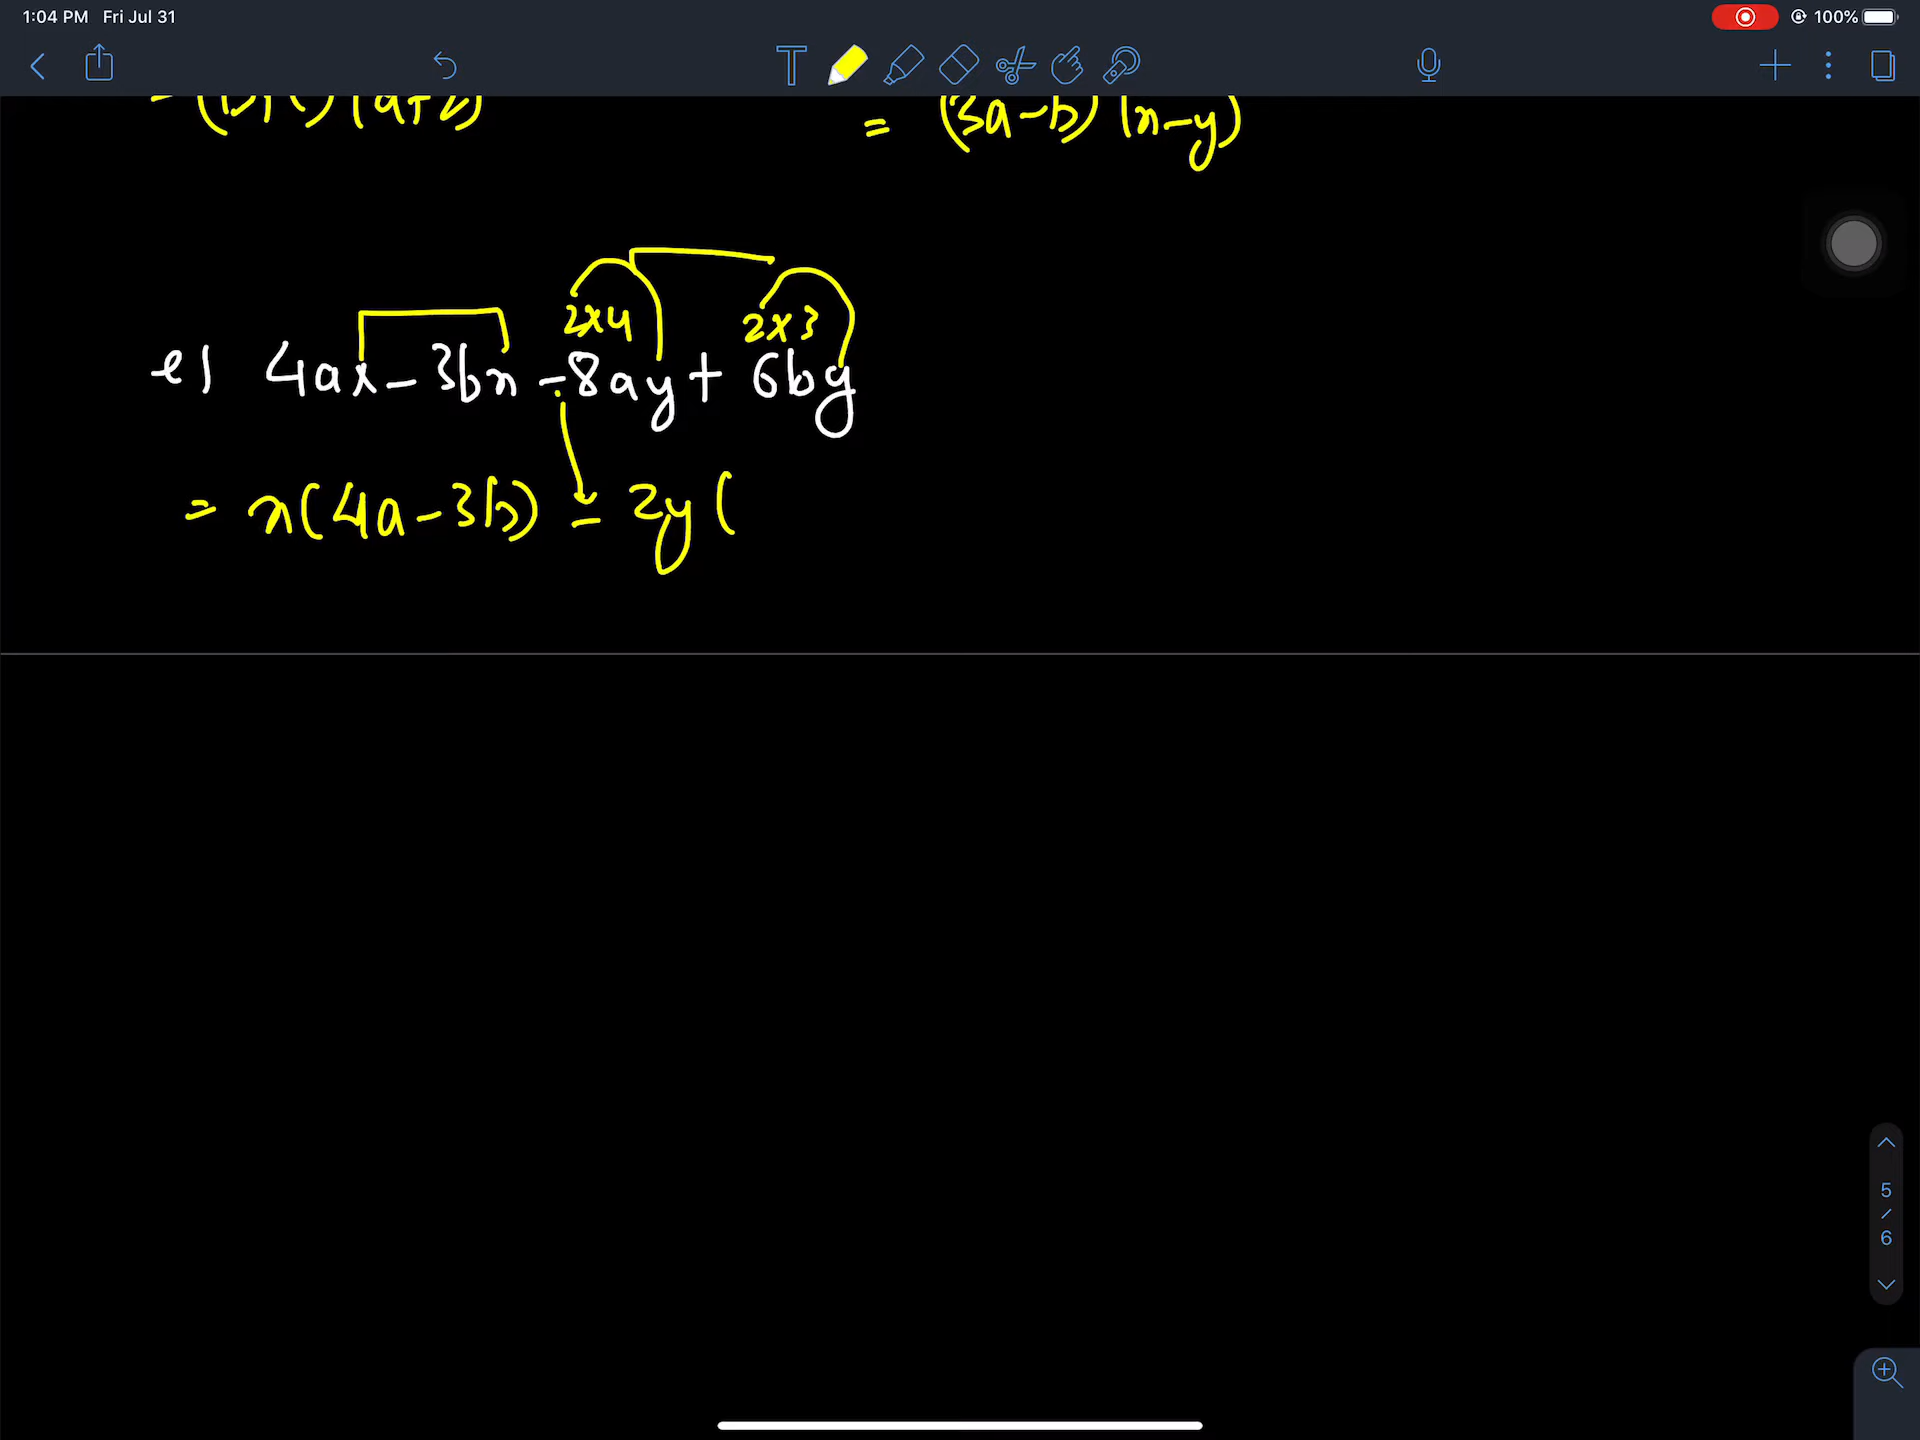 1:04 PM Fri Jul 31
100%
T
= (3a-b) (x-y)
2x4 2x3
e) 4ax - 3bx - 8ay + 6by
= x(4a-3b) - 2y (
5
/
6